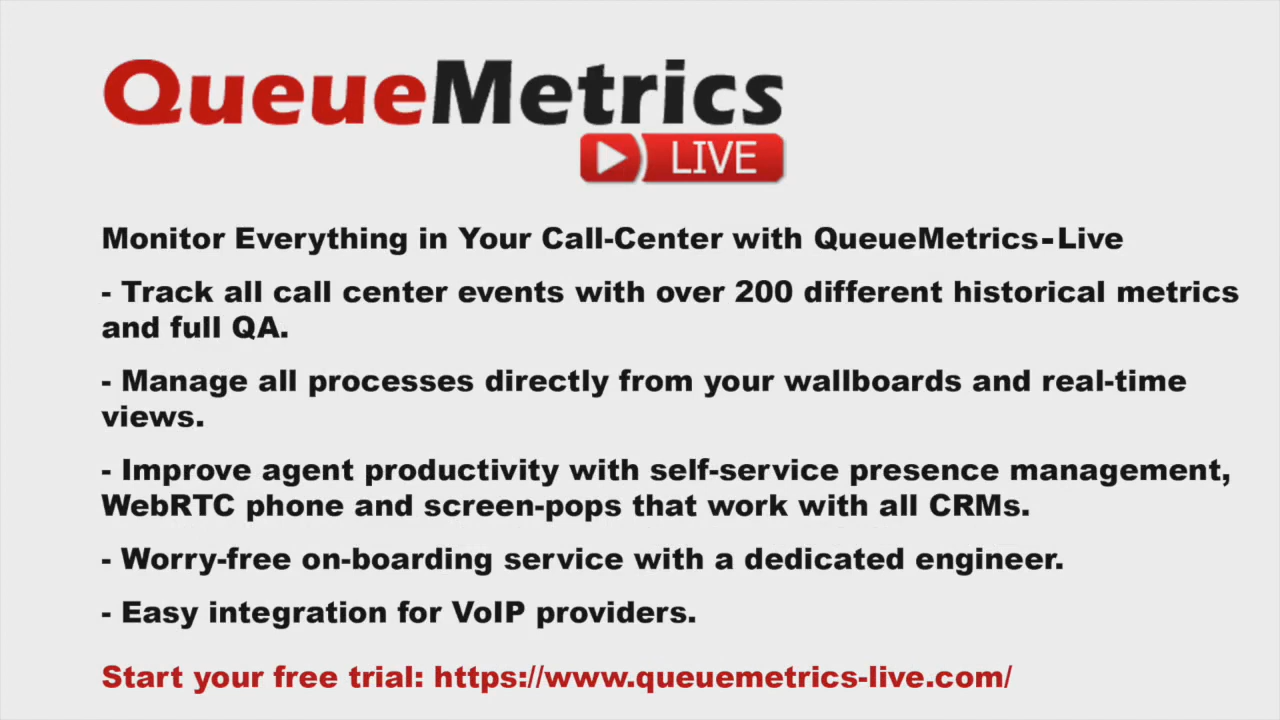 QueueMetrics
LIVE
Monitor Everything in Your Call-Center with QueueMetrics-Live
- Track all call center events with over 200 different historical metrics
and full QA.
- Manage all processes directly from your wallboards and real-time
views.
- Improve agent productivity with self-service presence management,
WebRTC phone and screen-pops that work with all CRMs.
- Worry-free on-boarding service with a dedicated engineer.
- Easy integration for VoIP providers.
Start your free trial: https://www.queuemetrics-live.com/